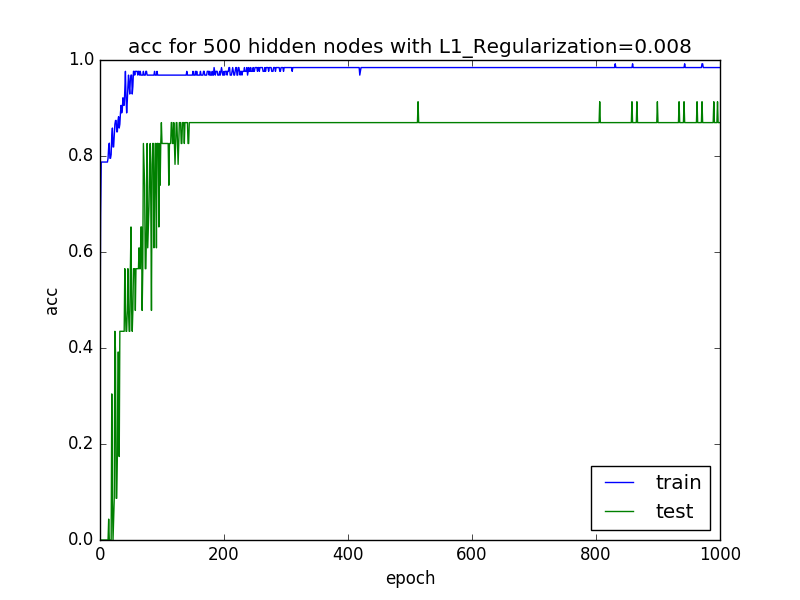 acc for 500 hidden nodes with L1_Regularization=0.008
1.0
0.8
0.6
0.4
0.2
0.0
acc
0 200 400 600 800 1000
epoch
train
test